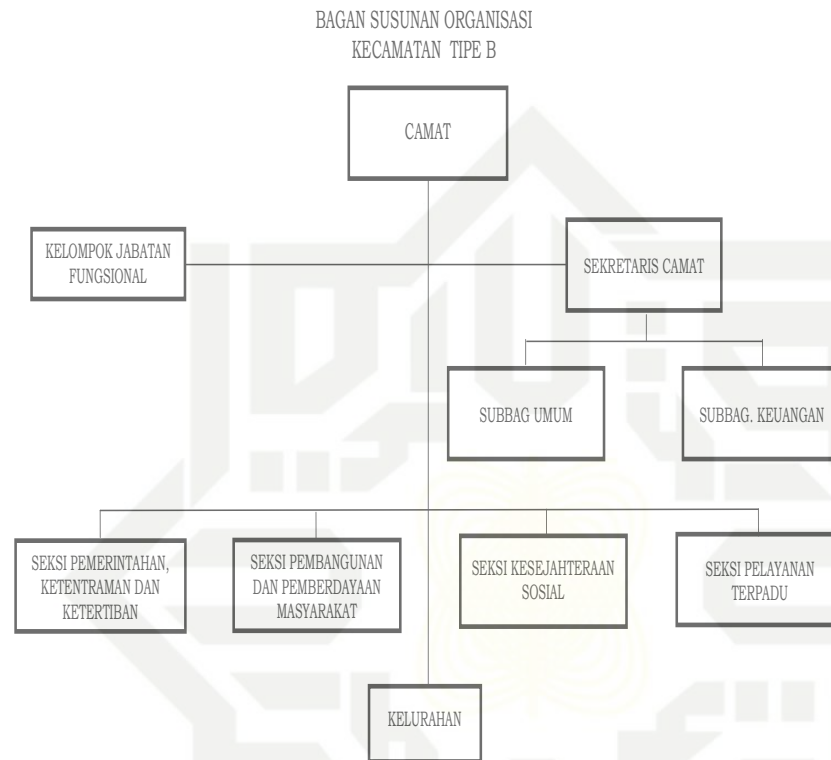 BAGAN SUSUNAN ORGANISASI
KECAMATAN TIPE B
CAMAT
KELOMPOK JABATAN
FUNGSIONAL
SEKRETARIS CAMAT
SUBBAG UMUM
SUBBAG. KEUANGAN
SEKSI PEMERINTAHAN,
KETENTRAMAN DAN
KETERTIBAN
SEKSI PEMBANGUNAN
DAN PEMBERDAYAAN
MASYARAKAT
SEKSI KESEJAHTERAAN
SOSIAL
SEKSI PELAYANAN
TERPADU
KELURAHAN